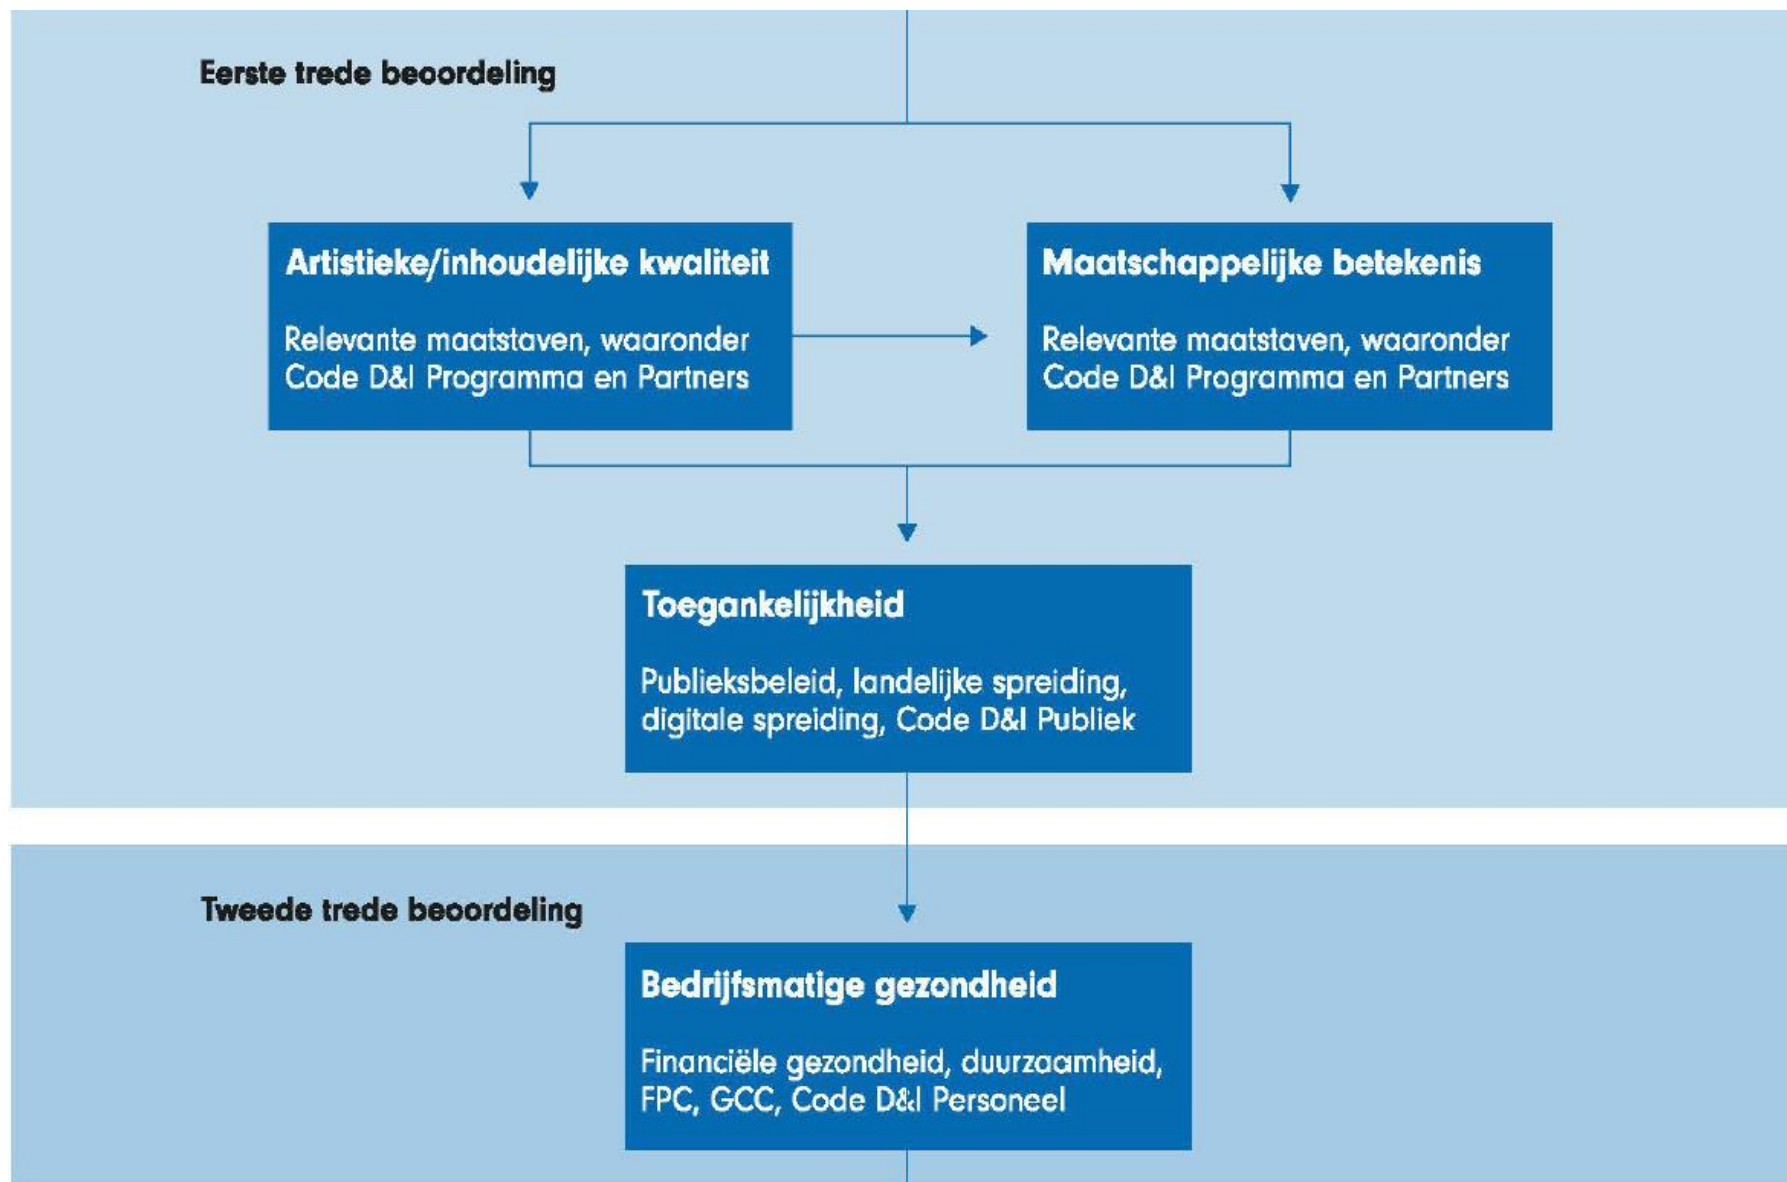 Eerste trede beoordeling
Artistieke/inhoudelijke kwaliteit
Relevante maatstaven, waaronder
Code D&I Programma en Partners
Maatschappelijke betekenis
Relevante maatstaven, waaronder
Code D&I Programma en Partners
Toegankelijkheid
Publieksbeleid, landelijke spreiding,
digitale spreiding, Code D&I Publiek
Tweede trede beoordeling
Bedrijfsmatige gezondheid
Financiële gezondheid, duurzaamheid,
FPC, GCC, Code D&I Personeel